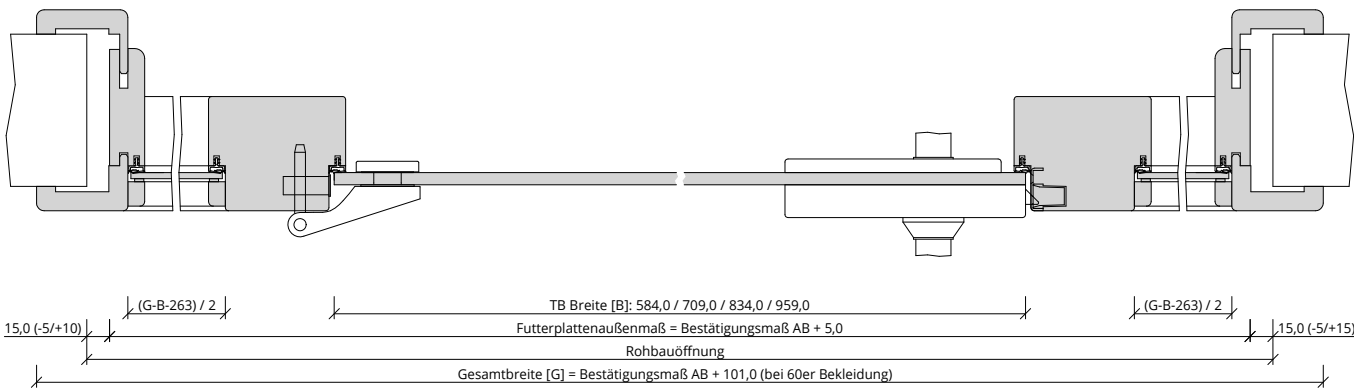 (G-B-263) / 2
TB Breite [B]: 584,0 / 709,0 / 834,0 / 959,0
(G-B-263) / 2
15,0 (-5/+10)
Futterplattenaußenmaß = Bestätigungsmaß AB + 5,0
15,0 (-5/+15)
Rohbauöffnung
Gesamtbreite [G] = Bestätigungsmaß AB + 101,0 (bei 60er Bekleidung)